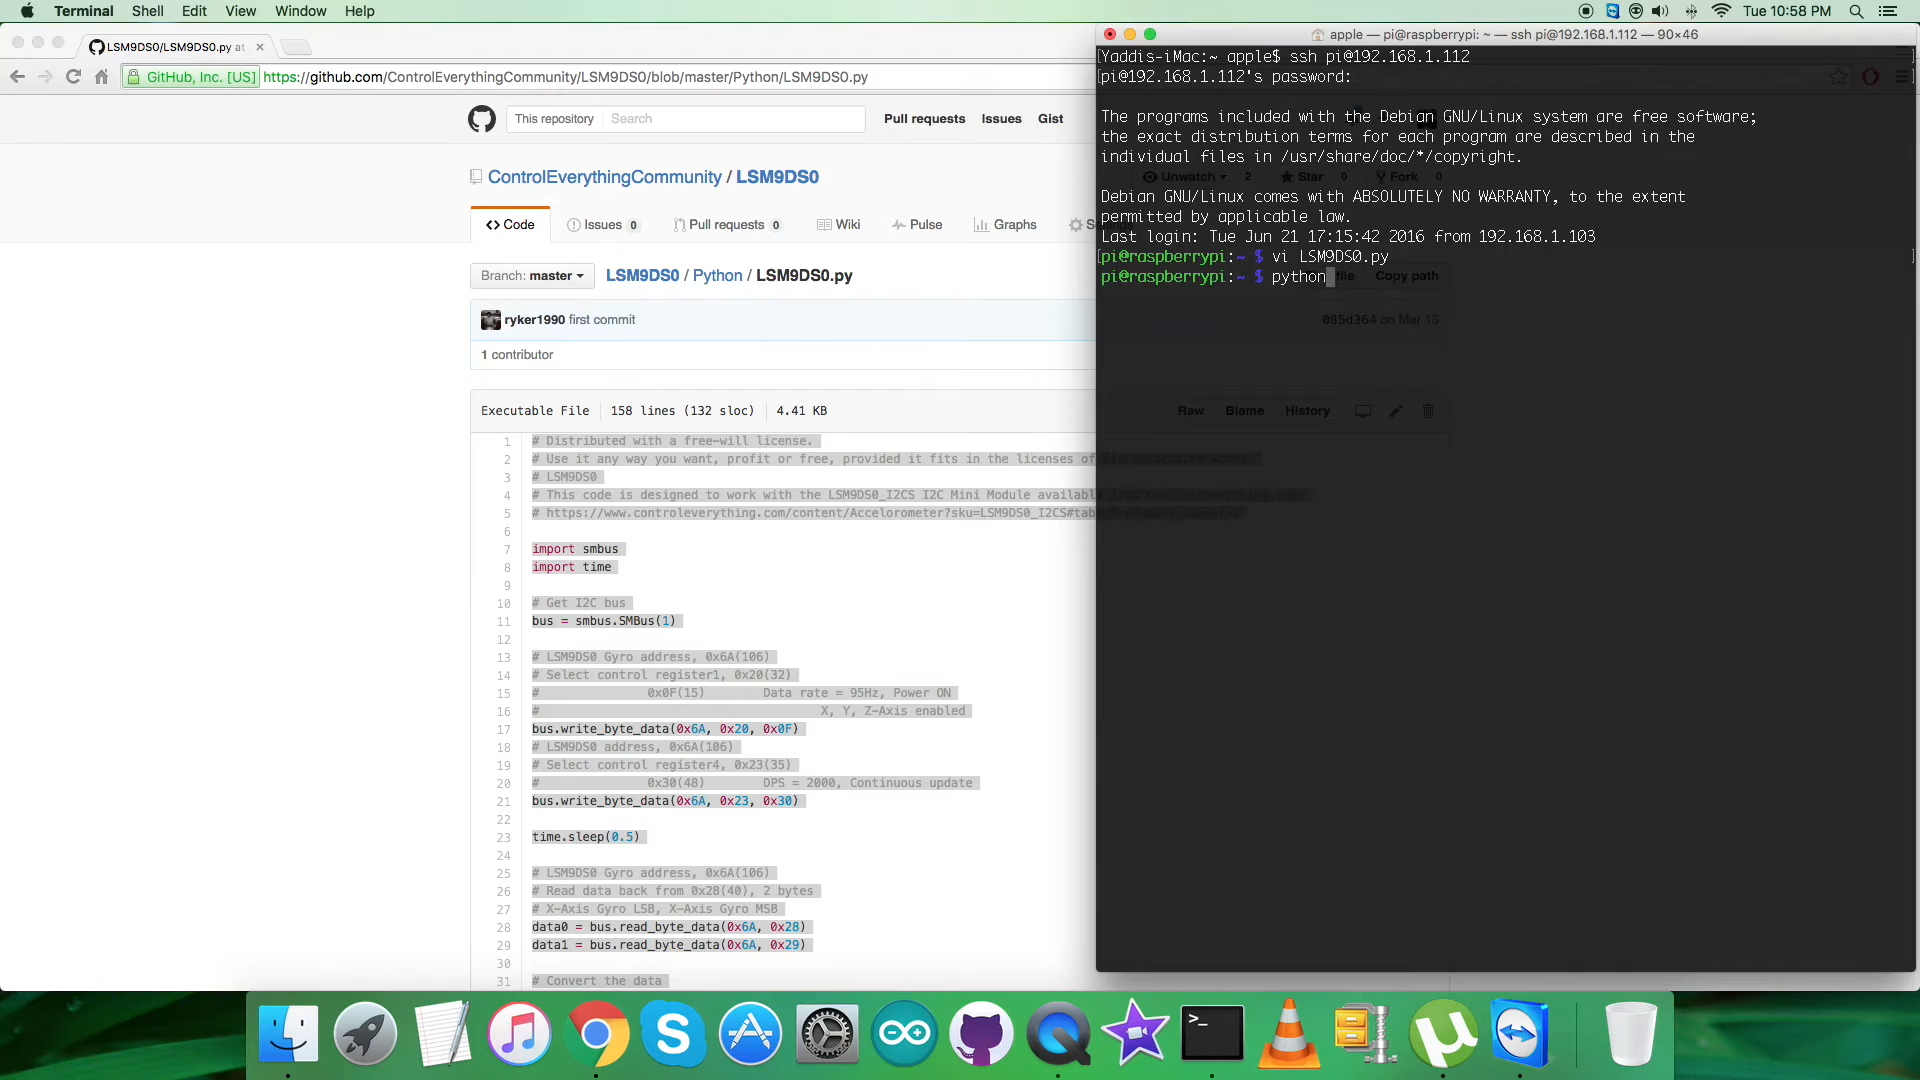 Terminal Shell Edit View Window Help
Tue 10:58 PM
LSM9DS0/LSM9DS0.py at
GitHub, Inc. [US] https://github.com/ControlEverythingCommunity/LSM9DS0/blob/master/Python/LSM9DS0.py
This repository Search
Pull requests Issues Gist
ControlEverythingCommunity / LSM9DS0
Unwatch 2 Star 0 Fork 0
Code Issues 0 Pull requests 0 Wiki Pulse Graphs
Branch: master LSM9DS0 / Python / LSM9DS0.py
file Copy path
ryker1990 first commit
085d364 on Mar 15
1 contributor
Executable File 158 lines (132 sloc) 4.41 KB
Raw Blame History
1 # Distributed with a free-will license.
2 # Use it any way you want, profit or free, provided it fits in the licenses of
3 # LSM9DS0
4 # This code is designed to work with the LSM9DS0_I2CS I2C Mini Module available
5 # https://www.controleverything.com/content/Accelorometer?sku=LSM9DS0_I2CS#tab
6
7 import smbus
8 import time
9
10 # Get I2C bus
11 bus = smbus.SMBus(1)
12
13 # LSM9DS0 Gyro address, 0x6A(106)
14 # Select control register1, 0x20(32)
15 # 0x0F(15) Data rate = 95Hz, Power ON
16 # X, Y, Z-Axis enabled
17 bus.write_byte_data(0x6A, 0x20, 0x0F)
18 # LSM9DS0 address, 0x6A(106)
19 # Select control register4, 0x23(35)
20 # 0x30(48) DPS = 2000, Continuous update
21 bus.write_byte_data(0x6A, 0x23, 0x30)
22
23 time.sleep(0.5)
24
25 # LSM9DS0 Gyro address, 0x6A(106)
26 # Read data back from 0x28(40), 2 bytes
27 # X-Axis Gyro LSB, X-Axis Gyro MSB
28 data0 = bus.read_byte_data(0x6A, 0x28)
29 data1 = bus.read_byte_data(0x6A, 0x29)
30
31 # Convert the data
apple — pi@raspberrypi: ~ — ssh pi@192.168.1.112 — 90×46
[Yaddis-iMac:~ apple$ ssh pi@192.168.1.112 ]
[pi@192.168.1.112's password: ]
The programs included with the Debian GNU/Linux system are free software;
the exact distribution terms for each program are described in the
individual files in /usr/share/doc/*/copyright.
Debian GNU/Linux comes with ABSOLUTELY NO WARRANTY, to the extent
permitted by applicable law.
Last login: Tue Jun 21 17:15:42 2016 from 192.168.1.103
[pi@raspberrypi:~ $ vi LSM9DS0.py ]
pi@raspberrypi:~ $ python